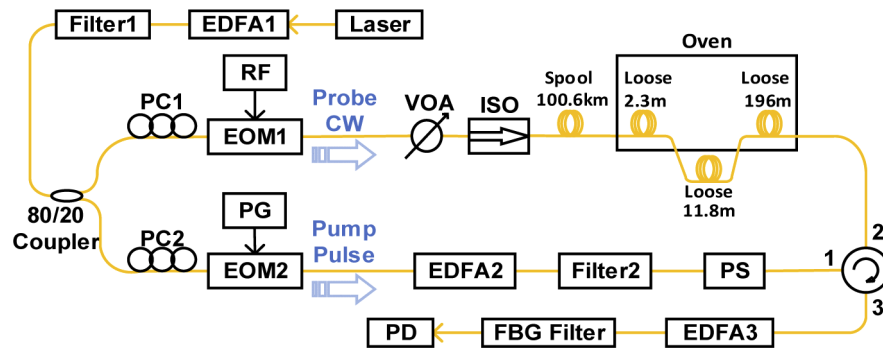 Filter1
EDFA1
Laser
Oven
RF
PC1
Probe
CW
VOA
ISO
Spool
100.6km
Loose
2.3m
Loose
196m
EOM1
Loose
11.8m
80/20
Coupler
PG
PC2
Pump
Pulse
EOM2
EDFA2
Filter2
PS
1
2
3
PD
FBG Filter
EDFA3